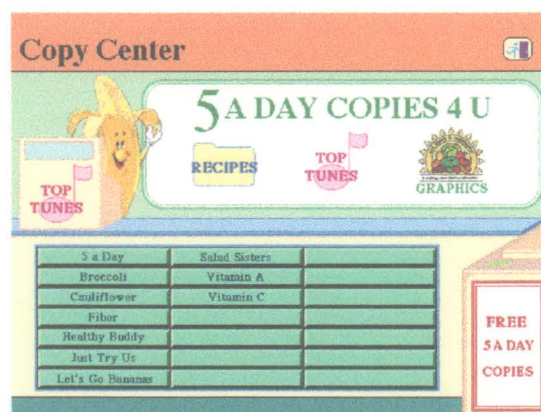 Copy Center
5 A DAY COPIES 4 U
RECIPES
TOP
TUNES
GRAPHICS
TOP
TUNES
5 a Day
Salad Sisters
Broccoli
Vitamin A
Cauliflower
Vitamin C
Fiber
Healthy Buddy
Just Try Us
Let's Go Bananas
FREE
5 A DAY
COPIES